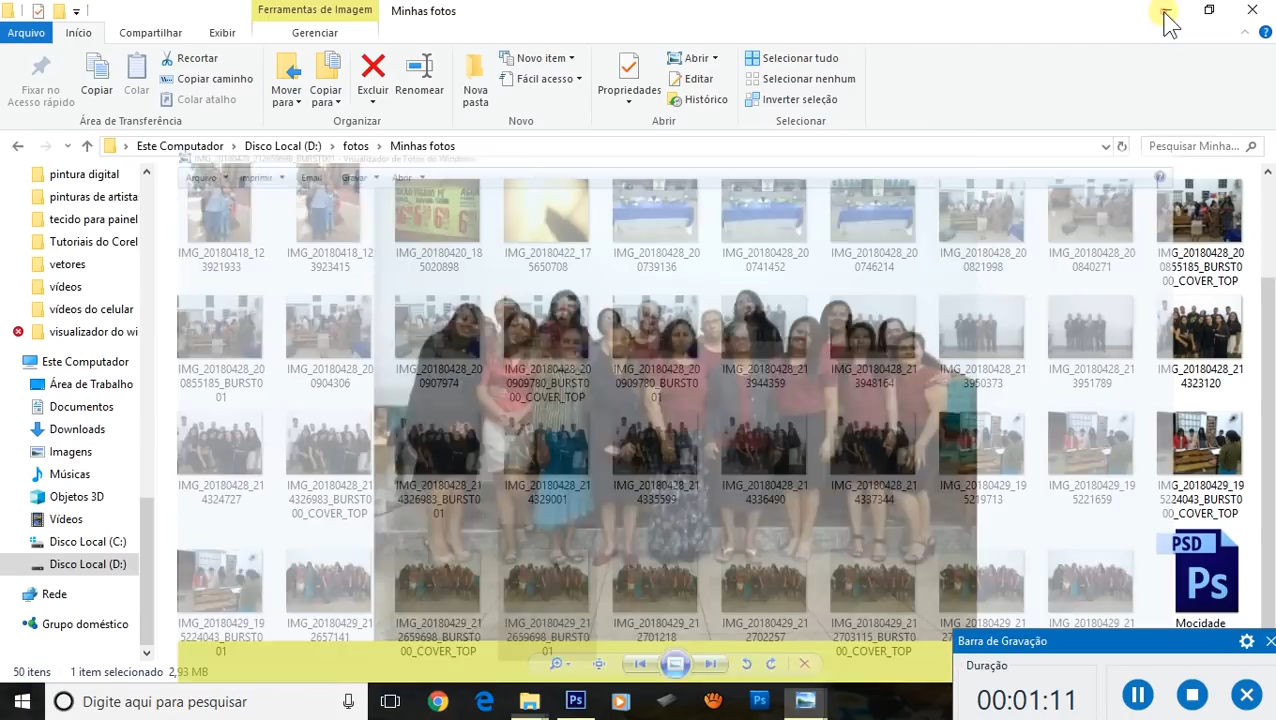 Ferramentas de Imagem Minhas fotos
Arquivo Início Compartilhar Exibir Gerenciar
Fixar no
Acesso rápido
Copiar
Colar
Recortar
Copiar caminho
Colar atalho
Área de Transferência
Mover
para
Copiar
para
Excluir
Renomear
Organizar
Nova
pasta
Novo item
Fácil acesso
Novo
Propriedades
Abrir
Editar
Histórico
Abrir
Selecionar tudo
Selecionar nenhum
Inverter seleção
Selecionar
Este Computador Disco Local (D:) fotos Minhas fotos
Pesquisar Minha...
pintura digital
pinturas de artista
tecido para painel
Tutoriais do Corel
vetores
vídeos
vídeos do celular
visualizador do wi
Este Computador
Área de Trabalho
Documentos
Downloads
Imagens
Músicas
Objetos 3D
Vídeos
Disco Local (C:)
Disco Local (D:)
Rede
Grupo doméstico
Arquivo Imprimir Email Gravar Abrir
IMG_20180418_12
3921933
IMG_20180418_12
3923415
IMG_20180420_18
5020898
IMG_20180422_17
5650708
IMG_20180428_20
0739136
IMG_20180428_20
0741452
IMG_20180428_20
0746214
IMG_20180428_20
0821998
IMG_20180428_20
0840271
IMG_20180428_20
0855185_BURST0
00_COVER_TOP
IMG_20180428_20
0855185_BURST0
01
IMG_20180428_20
0904306
IMG_20180428_20
0907974
IMG_20180428_20
0909780_BURST0
00_COVER_TOP
IMG_20180428_20
0909780_BURST0
01
IMG_20180428_21
3944359
IMG_20180428_21
3948164
IMG_20180428_21
3950373
IMG_20180428_21
3951789
IMG_20180428_21
4323120
IMG_20180428_21
4324727
IMG_20180428_21
4326983_BURST0
00_COVER_TOP
IMG_20180428_21
4326983_BURST0
01
IMG_20180428_21
4329001
IMG_20180428_21
4335599
IMG_20180428_21
4336490
IMG_20180428_21
4337344
IMG_20180429_19
5219713
IMG_20180429_19
5221659
IMG_20180429_19
5224043_BURST0
00_COVER_TOP
IMG_20180429_19
5224043_BURST0
01
IMG_20180429_21
2657141
IMG_20180429_21
2659698_BURST0
00_COVER_TOP
IMG_20180429_21
2659698_BURST0
01
IMG_20180429_21
2701218
IMG_20180429_21
2702257
IMG_20180429_21
2703115_BURST0
00_COVER_TOP
PSD
Ps
Mocidade
50 itens 1 item selecionado 2,93 MB
Barra de Gravação
Duração
00:01:11
Digite aqui para pesquisar